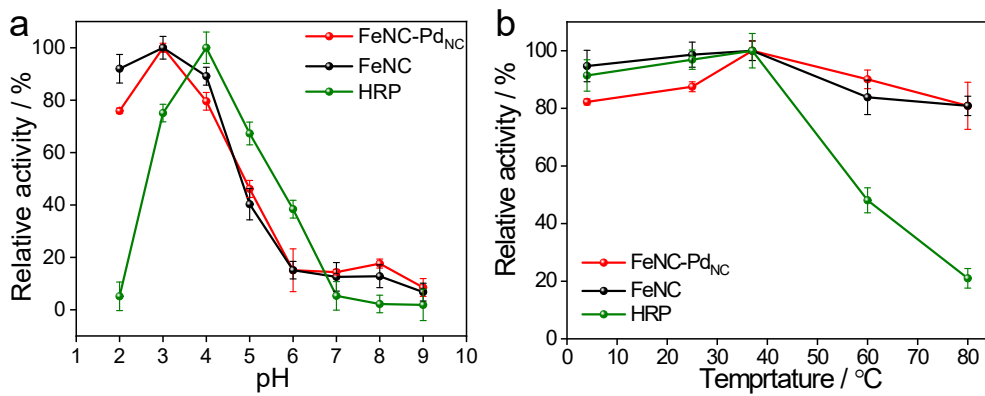 a
Relative activity / %
100
80
60
40
20
0
FeNC-PdNC
FeNC
HRP
1 2 3 4 5 6 7 8 9 10
pH
b
Relative activity / %
100
80
60
40
20
0
FeNC-PdNC
FeNC
HRP
0 10 20 30 40 50 60 70 80
Temprtature / °C